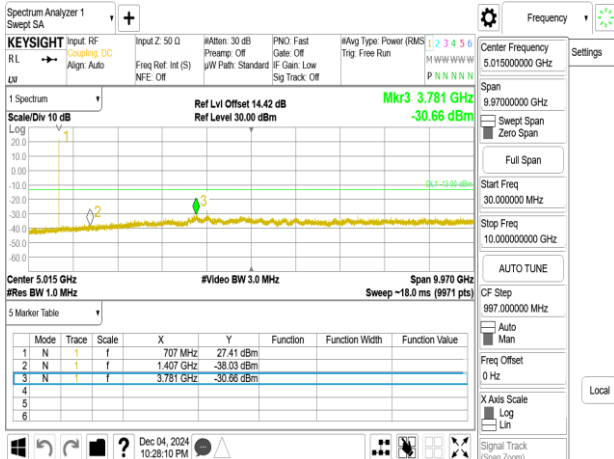 Spectrum Analyzer 1
Swept SA
Frequency
KEYSIGHT
Input: RF
Coupling: DC
Align: Auto
Input Z: 50 Ω
Freq Ref: Int (S)
NFE: Off
#Atten: 30 dB
Preamp: Off
µW Path: Standard
PNO: Fast
Gate: Off
IF Gain: Low
Sig Track: Off
#Avg Type: Power (RMS
Trig: Free Run
1 2 3 4 5 6
M W W W W W
P N N N N N
RL
LXI
1 Spectrum
Scale/Div 10 dB
Log
Ref Lvl Offset 14.42 dB
Ref Level 30.00 dBm
Mkr3 3.781 GHz
-30.66 dBm
1
20.0
10.0
0.00
-10.0
DL1 -13.00 dBm
-20.0
3
-30.0
2
-40.0
-50.0
-60.0
Center 5.015 GHz
#Video BW 3.0 MHz
Span 9.970 GHz
#Res BW 1.0 MHz
Sweep ~18.0 ms (9971 pts)
5 Marker Table
Mode Trace Scale X Y Function Function Width Function Value
1 N 1 f 707 MHz 27.41 dBm
2 N 1 f 1.407 GHz -38.03 dBm
3 N 1 f 3.781 GHz -30.66 dBm
4
5
6
?
Dec 04, 2024
10:28:10 PM
Center Frequency
5.015000000 GHz
Settings
Span
9.97000000 GHz
Swept Span
Zero Span
Full Span
Start Freq
30.000000 MHz
Stop Freq
10.000000000 GHz
AUTO TUNE
CF Step
997.000000 MHz
Auto
Man
Freq Offset
0 Hz
Local
X Axis Scale
Log
Lin
Signal Track
(Span Zoom)